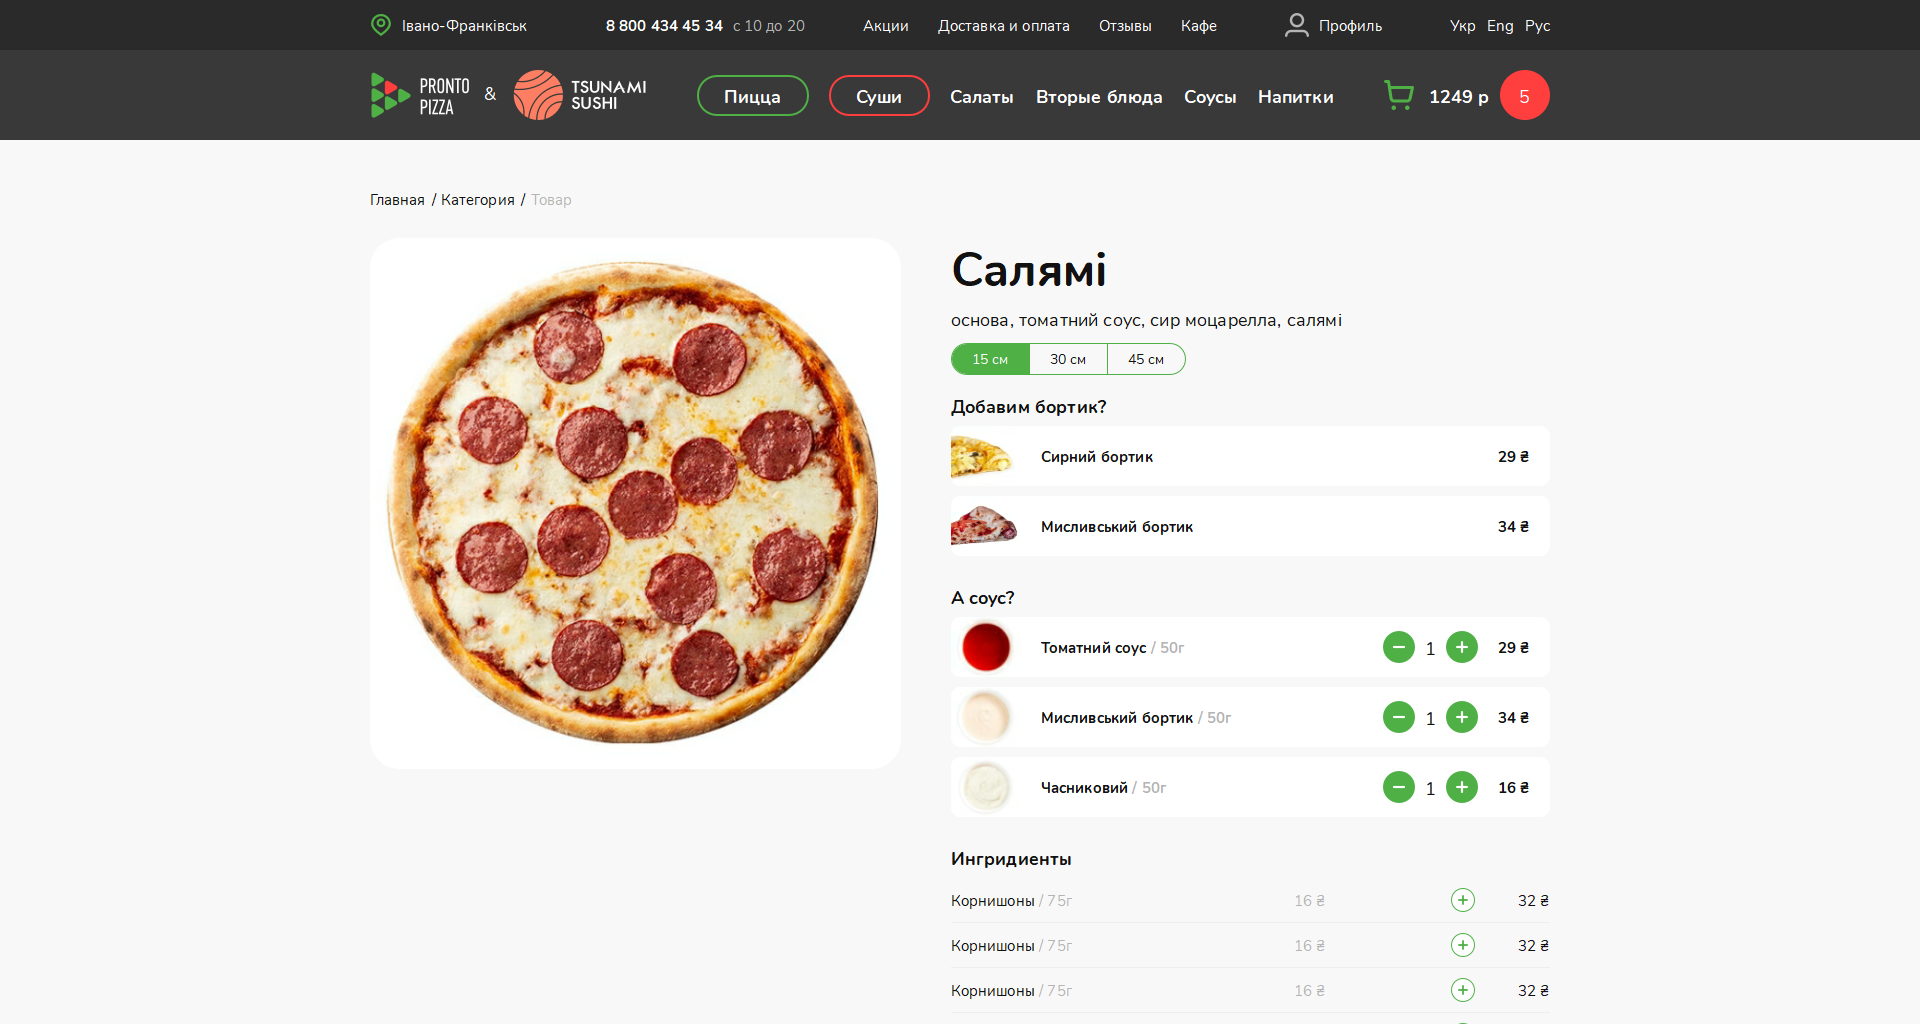 Івано-Франківськ 8 800 434 45 34 с 10 до 20 Акции Доставка и оплата Отзывы Кафе Профиль Укр Eng Рус
PRONTO PIZZA & TSUNAMI SUSHI Пицца Суши Салаты Вторые блюда Соусы Напитки 1249 р 5
Главная / Категория / Товар
Салямі
основа, томатний соус, сир моцарелла, салямі
15 см 30 см 45 см
Добавим бортик?
Сирний бортик 29 ₴
Мисливський бортик 34 ₴
А соус?
Томатний соус / 50г 1 29 ₴
Мисливський бортик / 50г 1 34 ₴
Часниковий / 50г 1 16 ₴
Ингридиенты
Корнишоны / 75г 16 ₴ 32 ₴
Корнишоны / 75г 16 ₴ 32 ₴
Корнишоны / 75г 16 ₴ 32 ₴